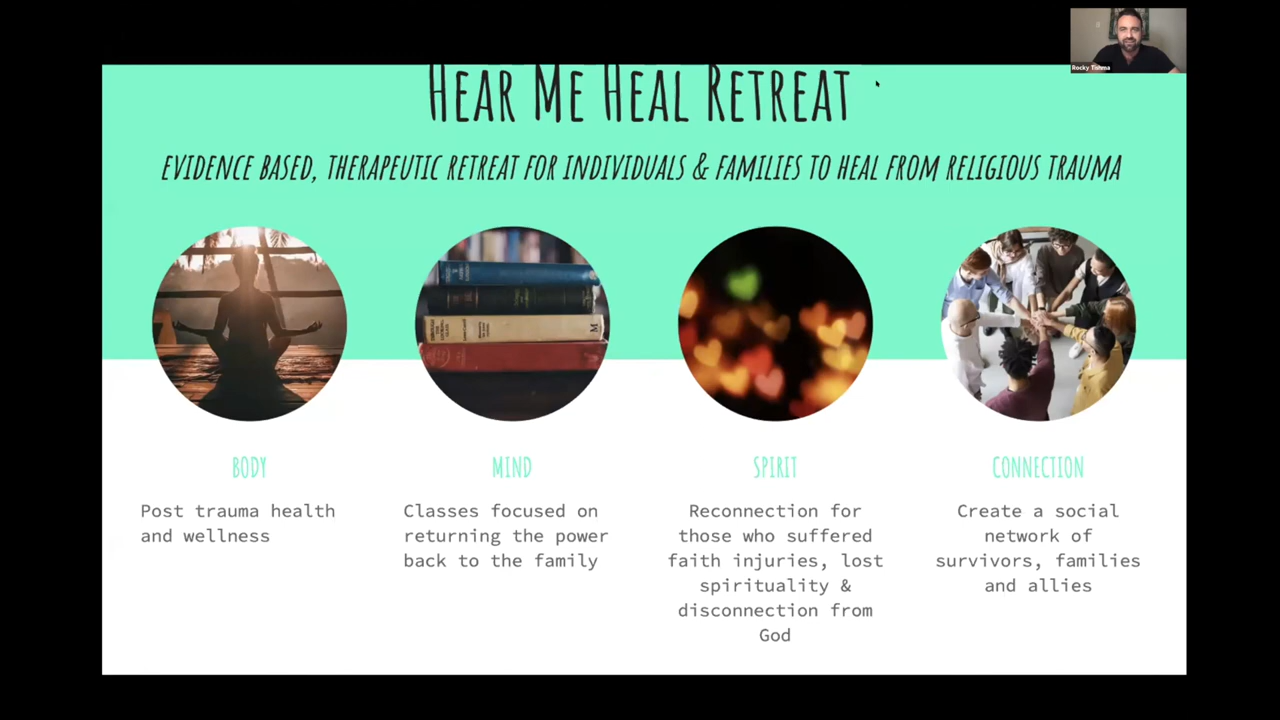 Rocky Tishma
HEAR ME HEAL RETREAT
EVIDENCE BASED, THERAPEUTIC RETREAT FOR INDIVIDUALS & FAMILIES TO HEAL FROM RELIGIOUS TRAUMA
M
BODY
MIND
SPIRIT
CONNECTION
Post trauma health
and wellness
Classes focused on
returning the power
back to the family
Reconnection for
those who suffered
faith injuries, lost
spirituality &
disconnection from
God
Create a social
network of
survivors, families
and allies